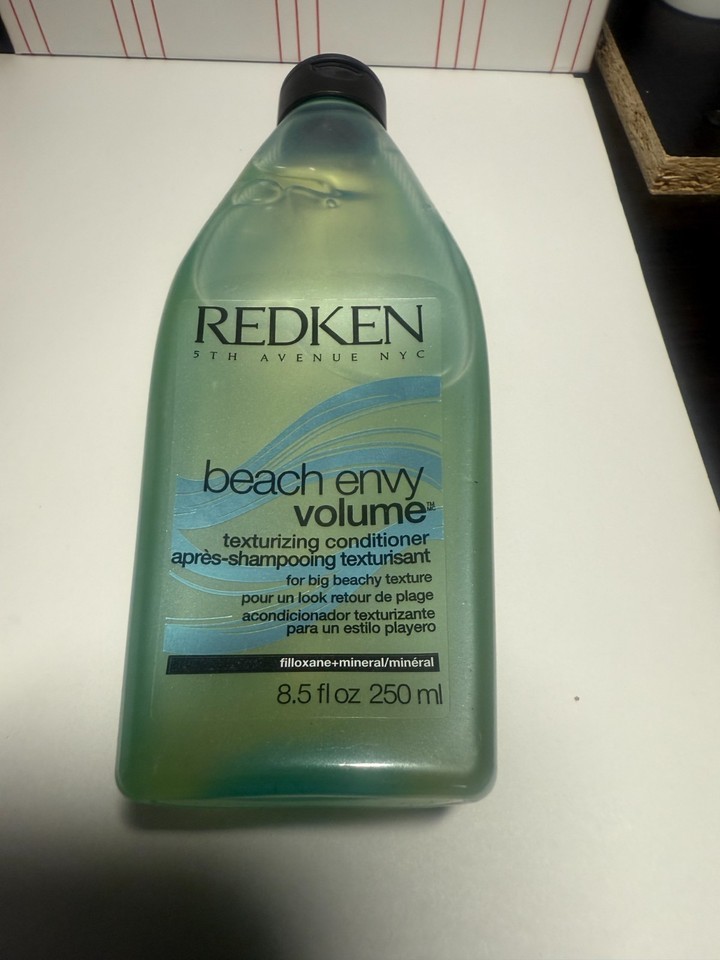 REDKEN
5TH AVENUE NYC
beach envy
volume™
texturizing conditioner
après-shampooing texturisant
for big beachy texture
pour un look retour de plage
acondicionador texturizante
para un estilo playero
filloxane+mineral/minéral
8.5 fl oz 250 ml